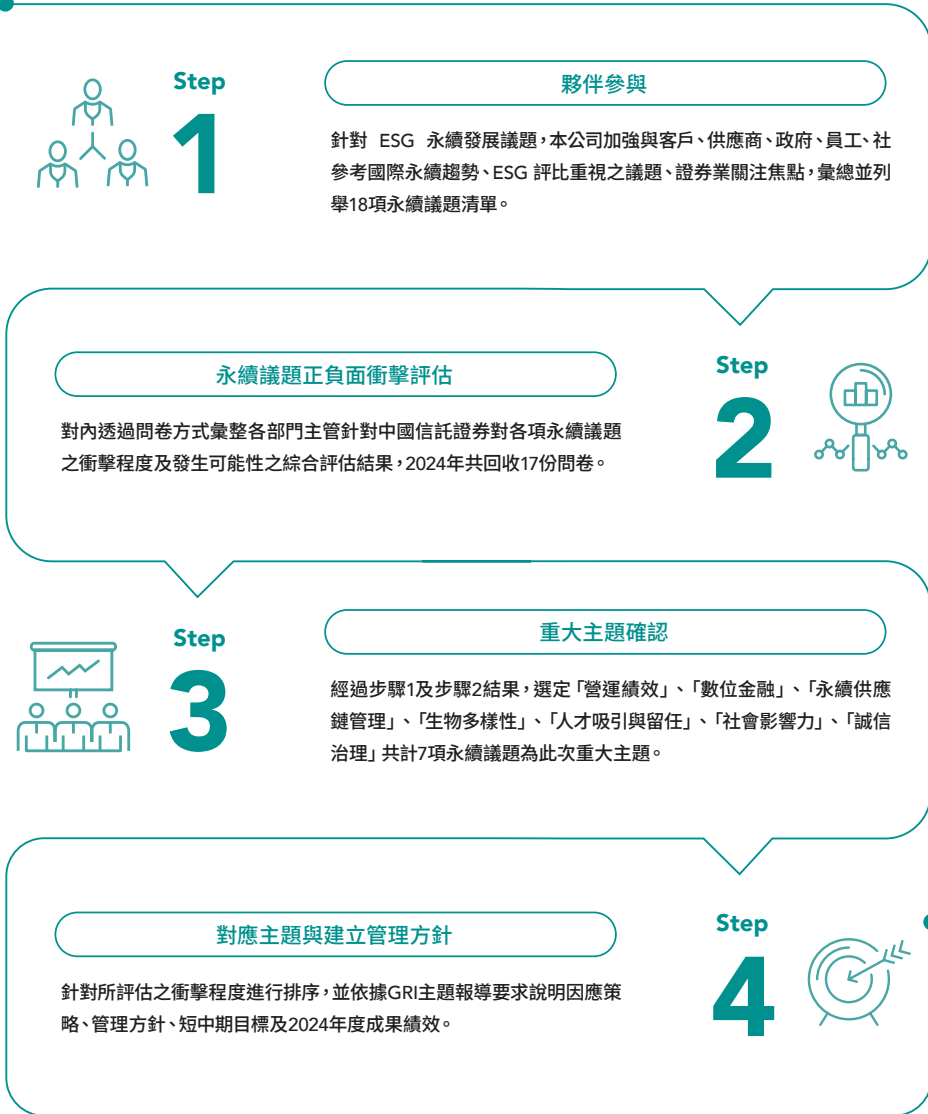 Step
1
夥伴參與
針對 ESG 永續發展議題，本公司加強與客戶、供應商、政府、員工、社
參考國際永續趨勢、ESG 評比重視之議題、證券業關注焦點，彙總並列
舉18項永續議題清單。
永續議題正負面衝擊評估
對內透過問卷方式彙整各部門主管針對中國信託證券對各項永續議題
之衝擊程度及發生可能性之綜合評估結果，2024年共回收17份問卷。
Step
2
Step
3
重大主題確認
經過步驟1及步驟2結果，選定「營運績效」、「數位金融」、「永續供應
鏈管理」、「生物多樣性」、「人才吸引與留任」、「社會影響力」、「誠信
治理」共計7項永續議題為此次重大主題。
對應主題與建立管理方針
針對所評估之衝擊程度進行排序，並依據GRI主題報導要求說明因應策
略、管理方針、短中期目標及2024年度成果績效。
Step
4